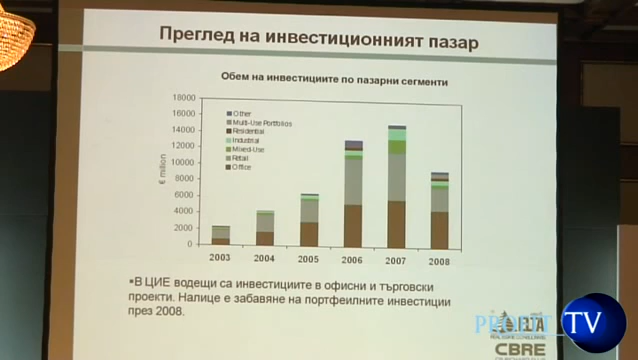 Преглед на инвестиционният пазар
Обем на инвестициите по пазарни сегменти
18000
16000
14000
12000
10000
8000
6000
4000
2000
0
€ million
Other
Multi-Use Portfolios
Residential
Industrial
Mixed-Use
Retail
Office
2003 2004 2005 2006 2007 2008
▪В ЦИЕ водещи са инвестициите в офисни и търговски
проекти. Налице е забавяне на портфейлните инвестиции
през 2008.
PROFIT
TV
CBRE